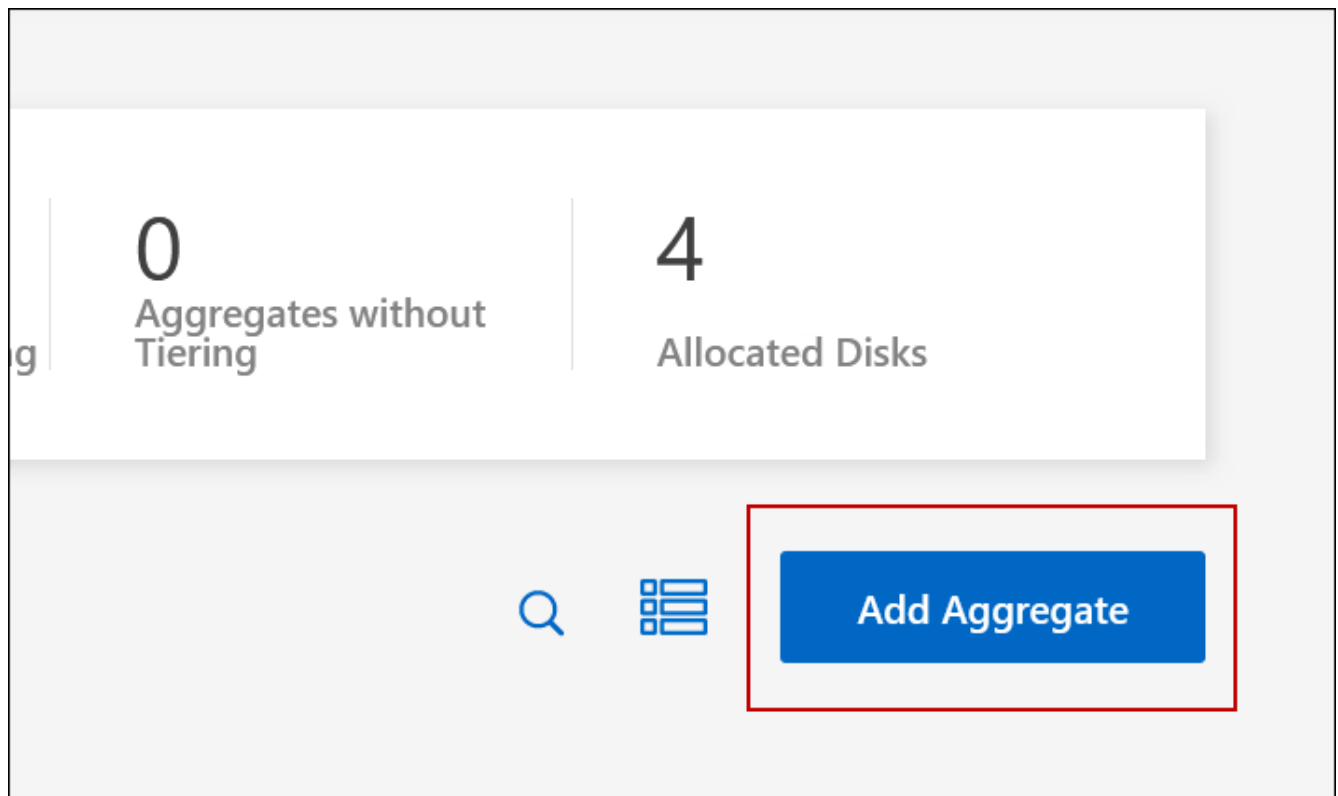 0
Aggregates without
Tiering
4
Allocated Disks
Add Aggregate